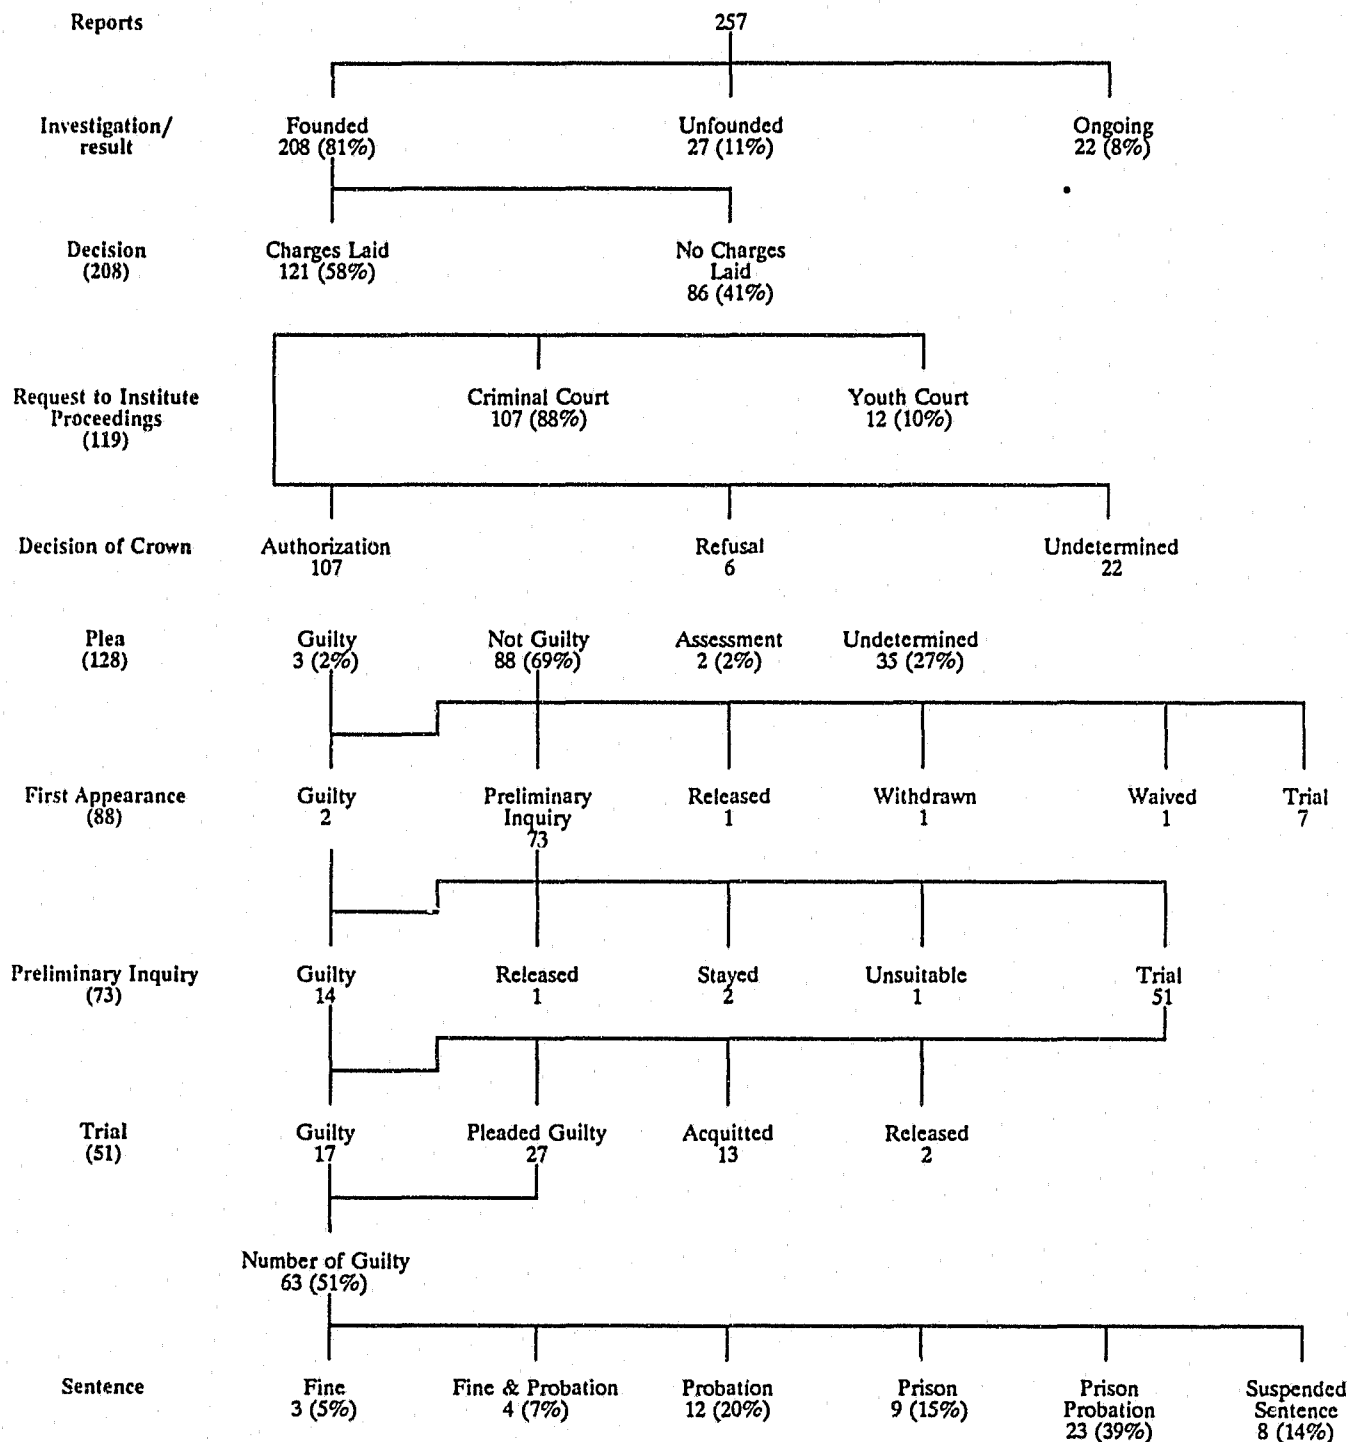 Reports
257
Investigation/
result
Founded
208 (81%)
Unfounded
27 (11%)
Ongoing
22 (8%)
Decision
(208)
Charges Laid
121 (58%)
No Charges
Laid
86 (41%)
Request to Institute
Proceedings
(119)
Criminal Court
107 (88%)
Youth Court
12 (10%)
Decision of Crown
Authorization
107
Refusal
6
Undetermined
22
Plea
(128)
Guilty
3 (2%)
Not Guilty
88 (69%)
Assessment
2 (2%)
Undetermined
35 (27%)
First Appearance
(88)
Guilty
2
Preliminary
Inquiry
73
Released
1
Withdrawn
1
Waived
1
Trial
7
Preliminary Inquiry
(73)
Guilty
14
Released
1
Stayed
2
Unsuitable
1
Trial
51
Trial
(51)
Guilty
17
Pleaded Guilty
27
Acquitted
13
Released
2
Number of Guilty
63 (51%)
Sentence
Fine
3 (5%)
Fine & Probation
4 (7%)
Probation
12 (20%)
Prison
9 (15%)
Prison
Probation
23 (39%)
Suspended
Sentence
8 (14%)